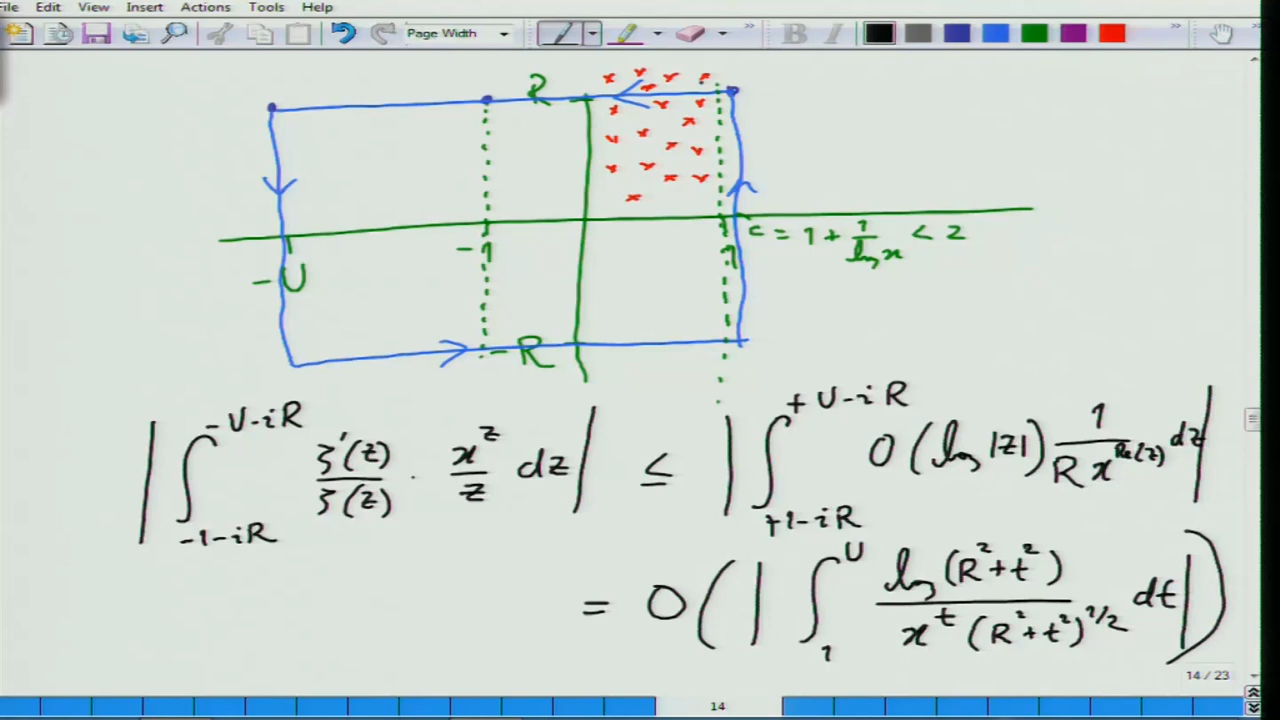 File Edit View Insert Actions Tools Help
Page Width
R
-U
-1
1
c = 1 + 1/log x < 2
-R
| ∫_{-1-iR}^{-U-iR} ζ'(z)/ζ(z) · x^z/z dz | ≤ | ∫_{+1-iR}^{+U-iR} O(log |z|) 1/(R x^{Re(z)}) dz |
= O( | ∫_1^U log(R²+t²)/(x^t (R²+t²)^{1/2}) dt | )
14 / 23
14